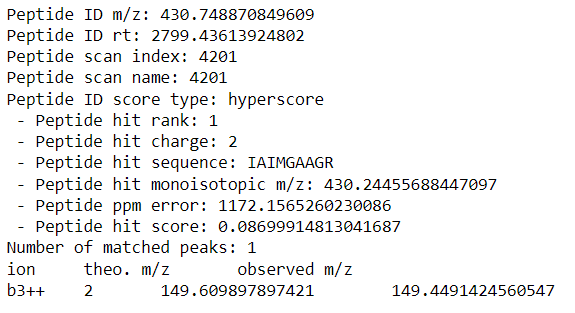 Peptide ID m/z: 430.748870849609
Peptide ID rt: 2799.43613924802
Peptide scan index: 4201
Peptide scan name: 4201
Peptide ID score type: hyperscore
- Peptide hit rank: 1
- Peptide hit charge: 2
- Peptide hit sequence: IAIMGAAGR
- Peptide hit monoisotopic m/z: 430.24455688447097
- Peptide ppm error: 1172.1565260230086
- Peptide hit score: 0.08699914813041687
Number of matched peaks: 1
ion theo. m/z observed m/z
b3++ 2 149.609897897421 149.4491424560547